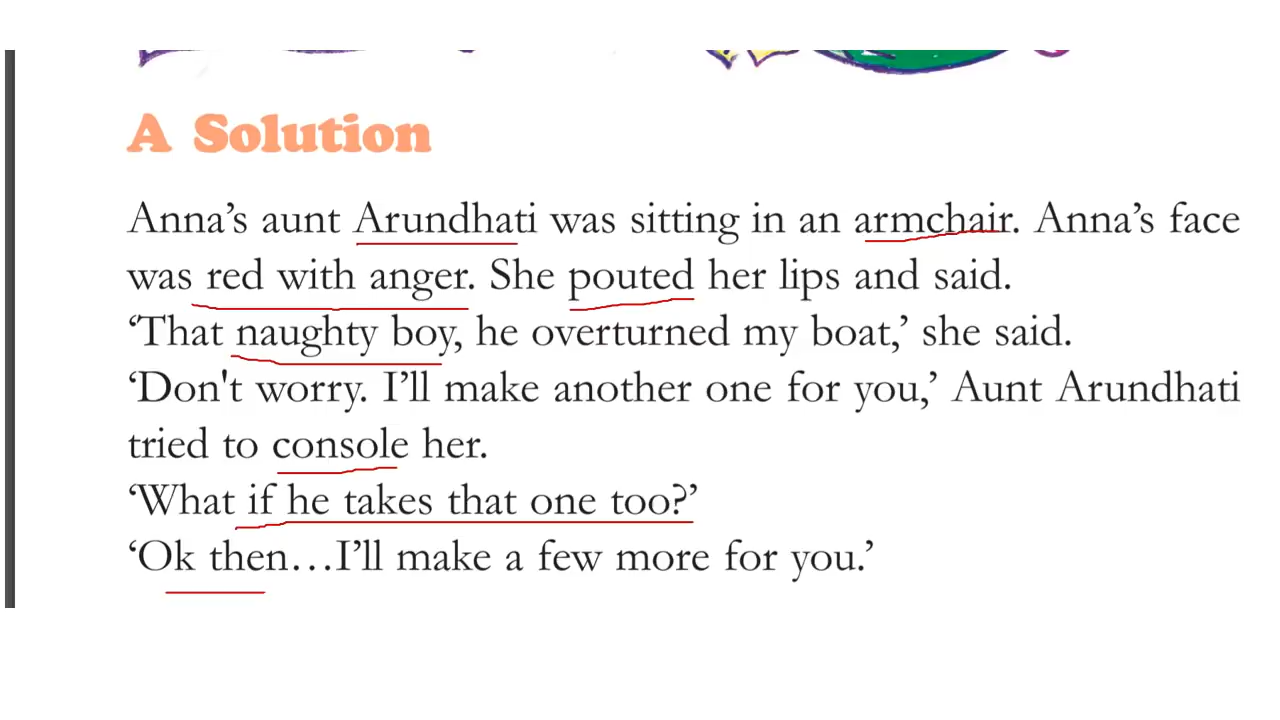 A Solution
Anna’s aunt Arundhati was sitting in an armchair. Anna’s face
was red with anger. She pouted her lips and said.
‘That naughty boy, he overturned my boat,’ she said.
‘Don't worry. I’ll make another one for you,’ Aunt Arundhati
tried to console her.
‘What if he takes that one too?’
‘Ok then…I’ll make a few more for you.’